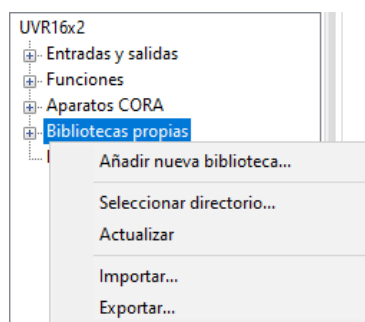 UVR16x2
Entradas y salidas
Funciones
Aparatos CORA
Bibliotecas propias
Añadir nueva biblioteca...
Seleccionar directorio...
Actualizar
Importar...
Exportar...